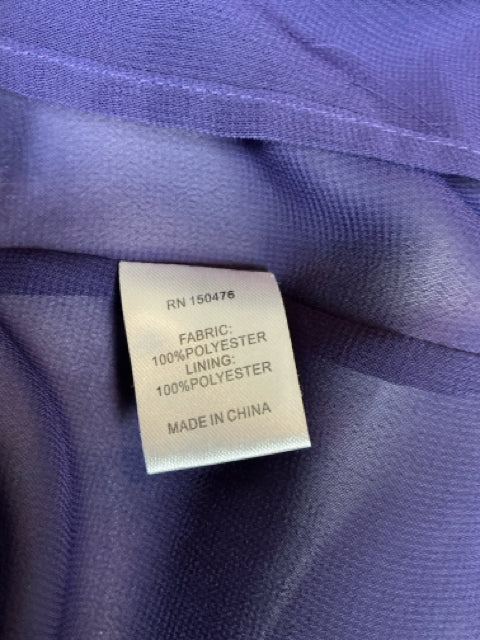 RN 150476
FABRIC:
100%POLYESTER
LINING:
100%POLYESTER
MADE IN CHINA